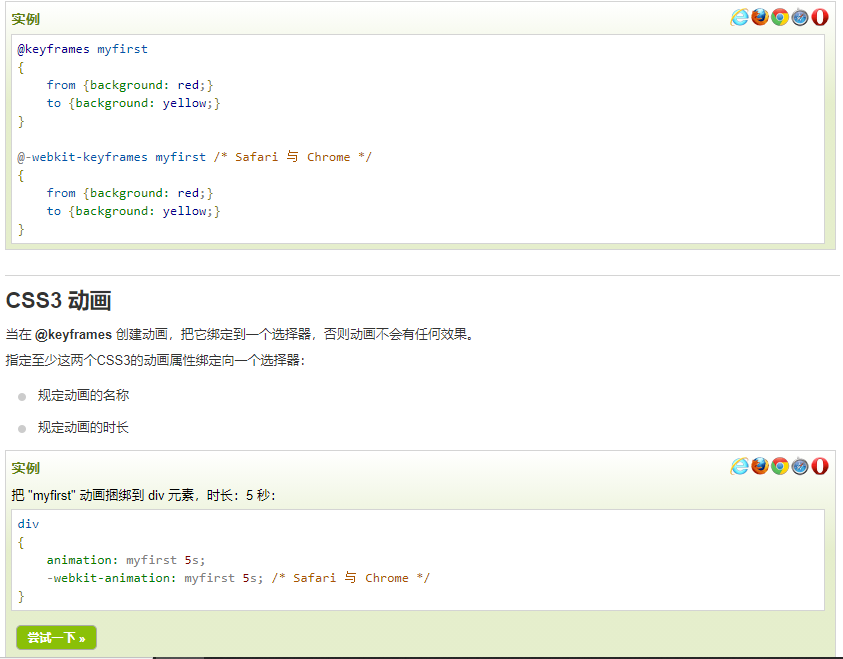 实例
@keyframes myfirst
{
    from {background: red;}
    to {background: yellow;}
}
@-webkit-keyframes myfirst /* Safari 与 Chrome */
{
    from {background: red;}
    to {background: yellow;}
}
CSS3 动画
当在 @keyframes 创建动画，把它绑定到一个选择器，否则动画不会有任何效果。
指定至少这两个CSS3的动画属性绑定向一个选择器：
规定动画的名称
规定动画的时长
实例
把 "myfirst" 动画捆绑到 div 元素，时长：5 秒：
div
{
    animation: myfirst 5s;
    -webkit-animation: myfirst 5s; /* Safari 与 Chrome */
}
尝试一下 »